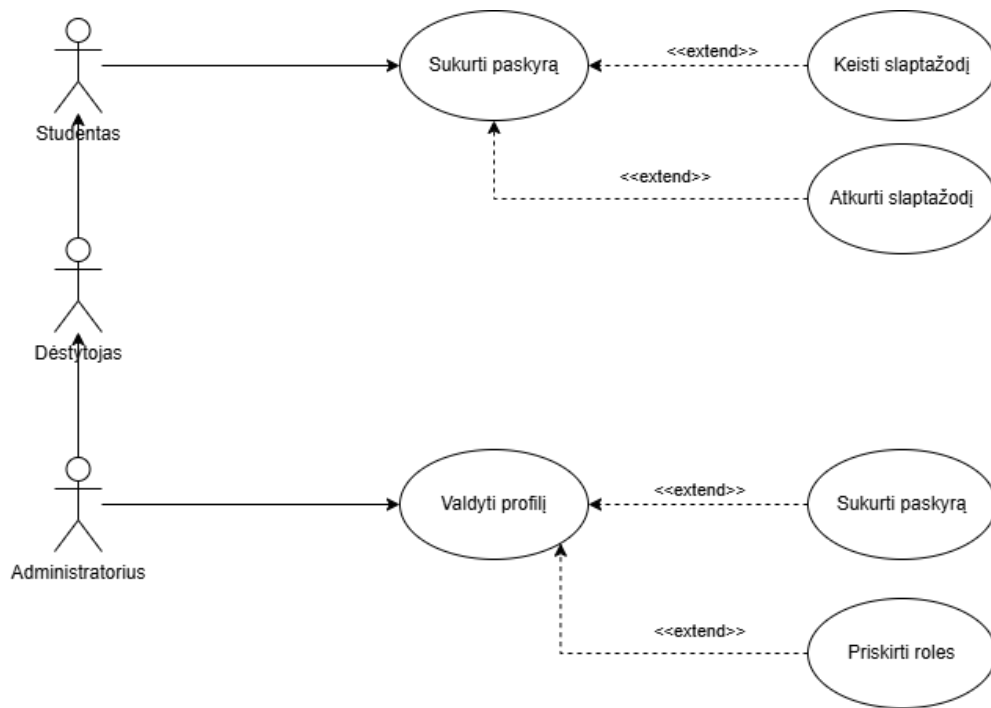 Sukurti paskyrą
<<extend>>
Keisti slaptažodį
Studentas
<<extend>>
Atkurti slaptažodį
Dėstytojas
Valdyti profilį
<<extend>>
Sukurti paskyrą
Administratorius
<<extend>>
Priskirti roles